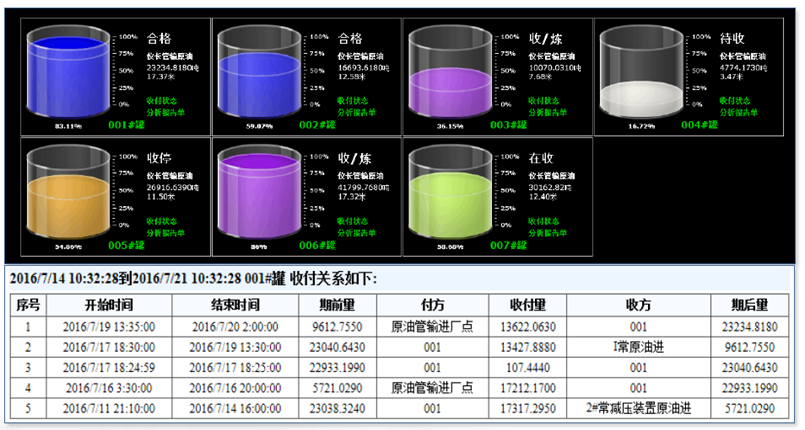 100% 合格
75% 仪长管输原油
23234.8180吨
50% 17.37米
25% 收付状态
0% 分析报告单
83.11% 001#罐
100% 合格
75% 仪长管输原油
16693.6180吨
50% 12.58米
25% 收付状态
0% 分析报告单
59.07% 002#罐
100% 收/炼
75% 仪长管输原油
10070.0310吨
50% 7.68米
25% 收付状态
0% 分析报告单
36.15% 003#罐
100% 待收
75% 仪长管输原油
4774.1730吨
50% 3.47米
25% 收付状态
0% 分析报告单
16.72% 004#罐
100% 收停
75% 仪长管输原油
26916.6390吨
50% 11.50米
25% 收付状态
0% 分析报告单
54.86% 005#罐
100% 收/炼
75% 仪长管输原油
41799.7680吨
50% 17.32米
25% 收付状态
0% 分析报告单
86% 006#罐
100% 在收
75% 仪长管输原油
30162.82吨
50% 12.40米
25% 收付状态
0% 分析报告单
58.68% 007#罐
2016/7/14 10:32:28到2016/7/21 10:32:28 001#罐 收付关系如下:
序号 开始时间 结束时间 期前量 付方 收付量 收方 期后量
1 2016/7/19 13:35:00 2016/7/20 2:00:00 9612.7550 原油管输进厂点 13622.0630 001 23234.8180
2 2016/7/17 18:30:00 2016/7/19 13:30:00 23040.6430 001 13427.8880 I常原油进 9612.7550
3 2016/7/17 18:24:59 2016/7/17 18:25:00 22933.1990 001 107.4440 001 23040.6430
4 2016/7/16 3:30:00 2016/7/16 20:00:00 5721.0290 原油管输进厂点 17212.1700 001 22933.1990
5 2016/7/11 21:10:00 2016/7/14 16:00:00 23038.3240 001 17317.2950 2#常减压装置原油进 5721.0290